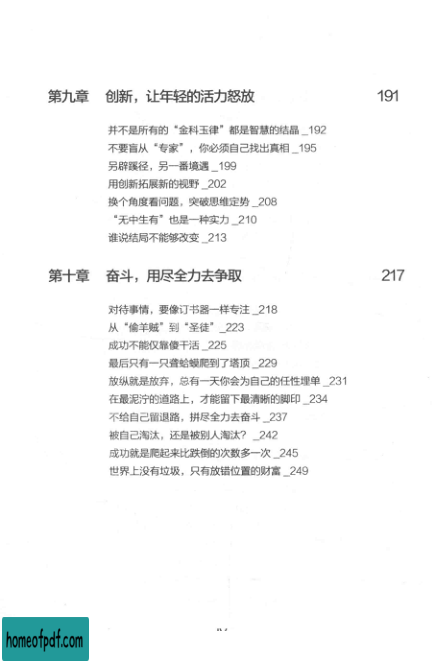 第九章 创新，让年轻的活力怒放 191
并不是所有的“金科玉律”都是智慧的结晶 _192
不要盲从“专家”，你必须自己找出真相 _195
另辟蹊径，另一番境遇 _199
用创新拓展新的视野 _202
换个角度看问题，突破思维定势 _208
“无中生有”也是一种实力 _210
谁说结局不能够改变 _213
第十章 奋斗，用尽全力去争取 217
对待事情，要像订书器一样专注 _218
从“偷羊贼”到“圣徒” _223
成功不能仅靠傻干活 _225
最后只有一只聋蛤蟆爬到了塔顶 _229
放纵就是放弃，总有一天你会为自己的任性埋单 _231
在最泥泞的道路上，才能留下最清晰的脚印 _234
不给自己留退路，拼尽全力去奋斗 _237
被自己淘汰，还是被别人淘汰？ _242
成功就是爬起来比跌倒的次数多一次 _245
世界上没有垃圾，只有放错位置的财富 _249
homeofpdf.com